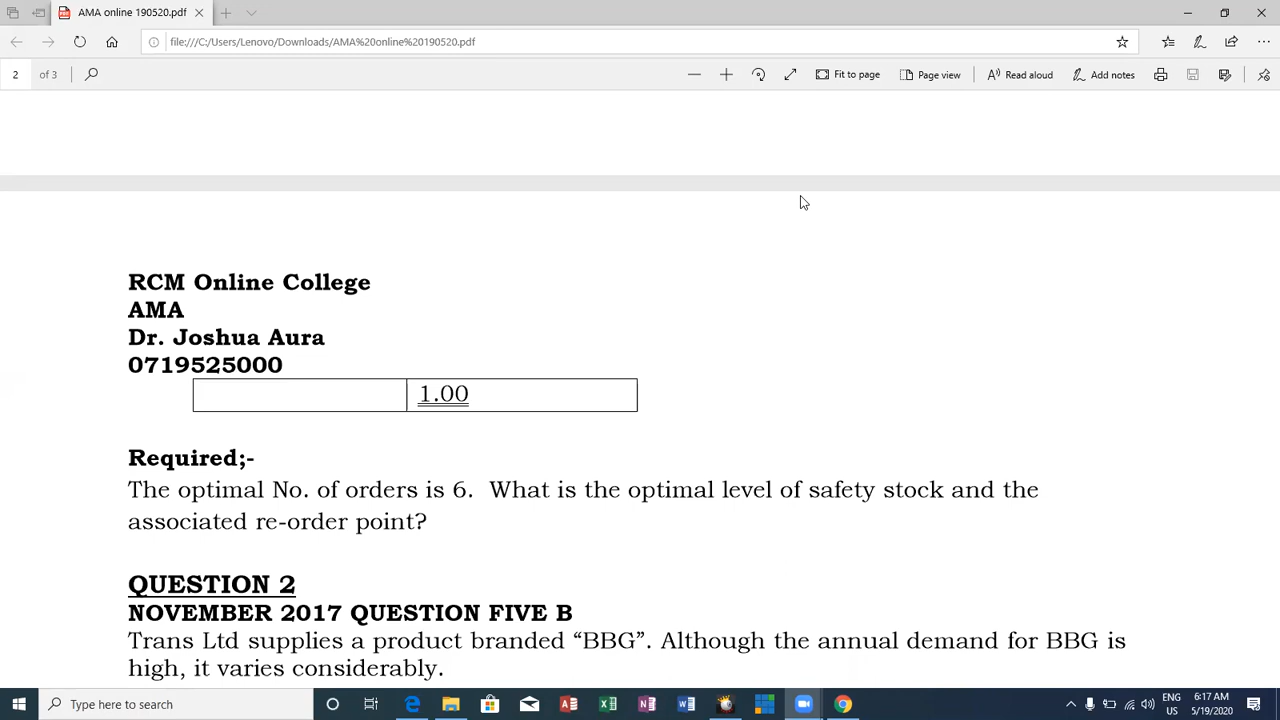 AMA online 190520.pdf
file:///C:/Users/Lenovo/Downloads/AMA%20online%20190520.pdf
2 of 3
Fit to page
Page view
Read aloud
Add notes
RCM Online College
AMA
Dr. Joshua Aura
0719525000
1.00
Required;-
The optimal No. of orders is 6. What is the optimal level of safety stock and the
associated re-order point?
QUESTION 2
NOVEMBER 2017 QUESTION FIVE B
Trans Ltd supplies a product branded “BBG”. Although the annual demand for BBG is
high, it varies considerably.
Type here to search
ENG
US
6:17 AM
5/19/2020